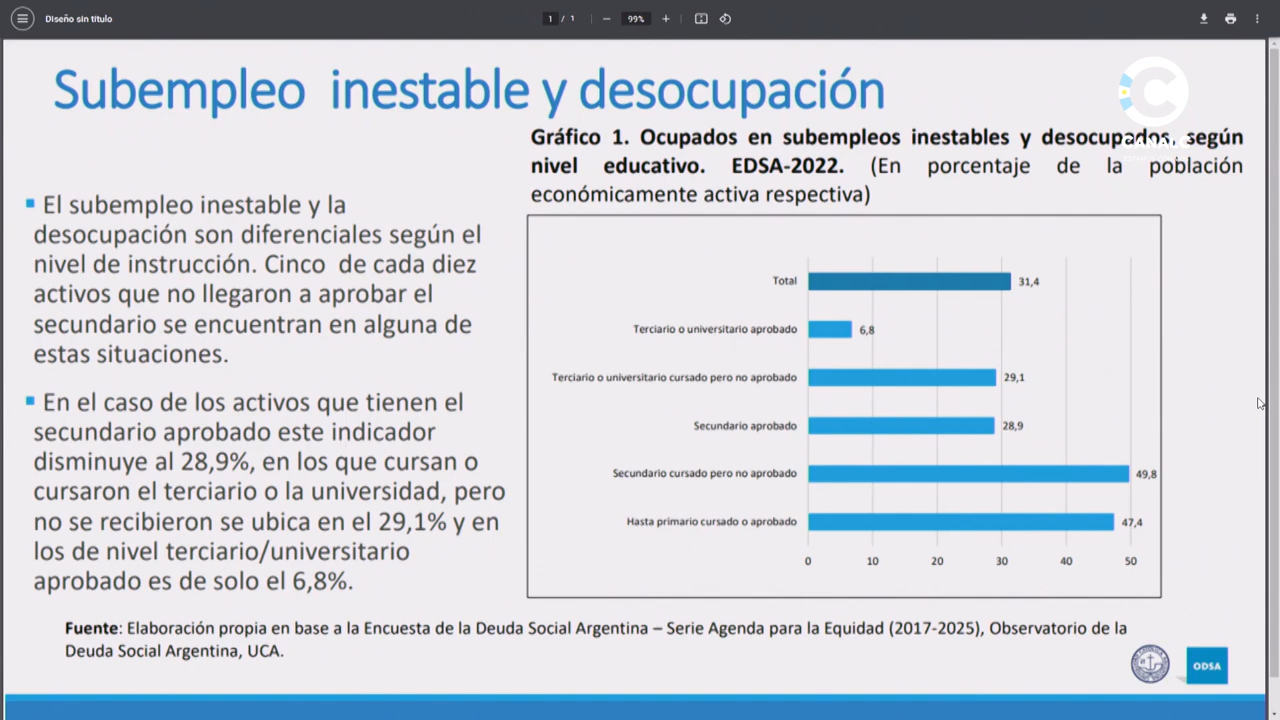 Diseño sin título
1 / 1
99%
Subempleo inestable y desocupación
CANAL C
Gráfico 1. Ocupados en subempleos inestables y desocupados, según
nivel educativo. EDSA-2022. (En porcentaje de la población
económicamente activa respectiva)
El subempleo inestable y la
desocupación son diferenciales según el
nivel de instrucción. Cinco de cada diez
activos que no llegaron a aprobar el
secundario se encuentran en alguna de
estas situaciones.
En el caso de los activos que tienen el
secundario aprobado este indicador
disminuye al 28,9%, en los que cursan o
cursaron el terciario o la universidad, pero
no se recibieron se ubica en el 29,1% y en
los de nivel terciario/universitario
aprobado es de solo el 6,8%.
Total 31,4
Terciario o universitario aprobado 6,8
Terciario o universitario cursado pero no aprobado 29,1
Secundario aprobado 28,9
Secundario cursado pero no aprobado 49,8
Hasta primario cursado o aprobado 47,4
0 10 20 30 40 50
Fuente: Elaboración propia en base a la Encuesta de la Deuda Social Argentina – Serie Agenda para la Equidad (2017-2025), Observatorio de la
Deuda Social Argentina, UCA.
ODSA